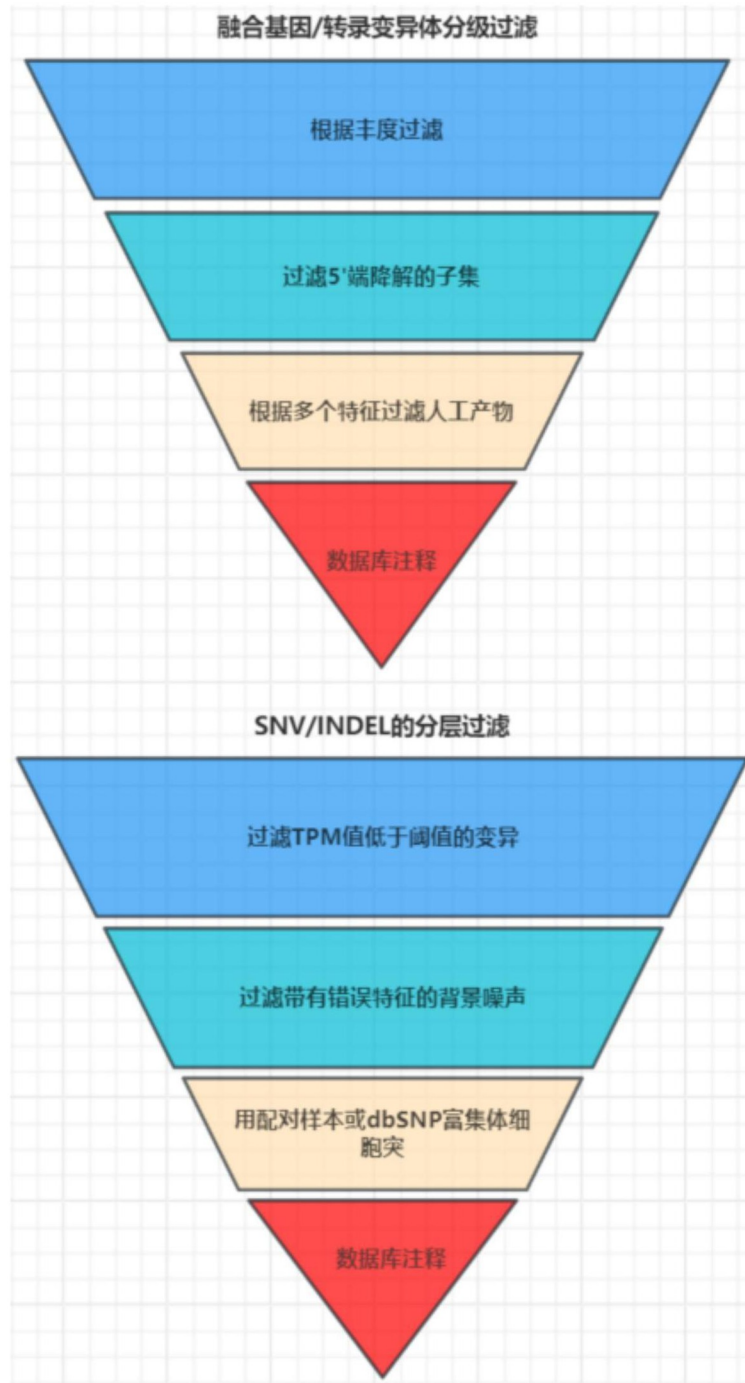 融合基因/转录变异体分级过滤
根据丰度过滤
过滤5'端降解的子集
根据多个特征过滤人工产物
数据库注释
SNV/INDEL的分层过滤
过滤TPM值低于阈值的变异
过滤带有错误特征的背景噪声
用配对样本或dbSNP富集体细
胞突
数据库注释